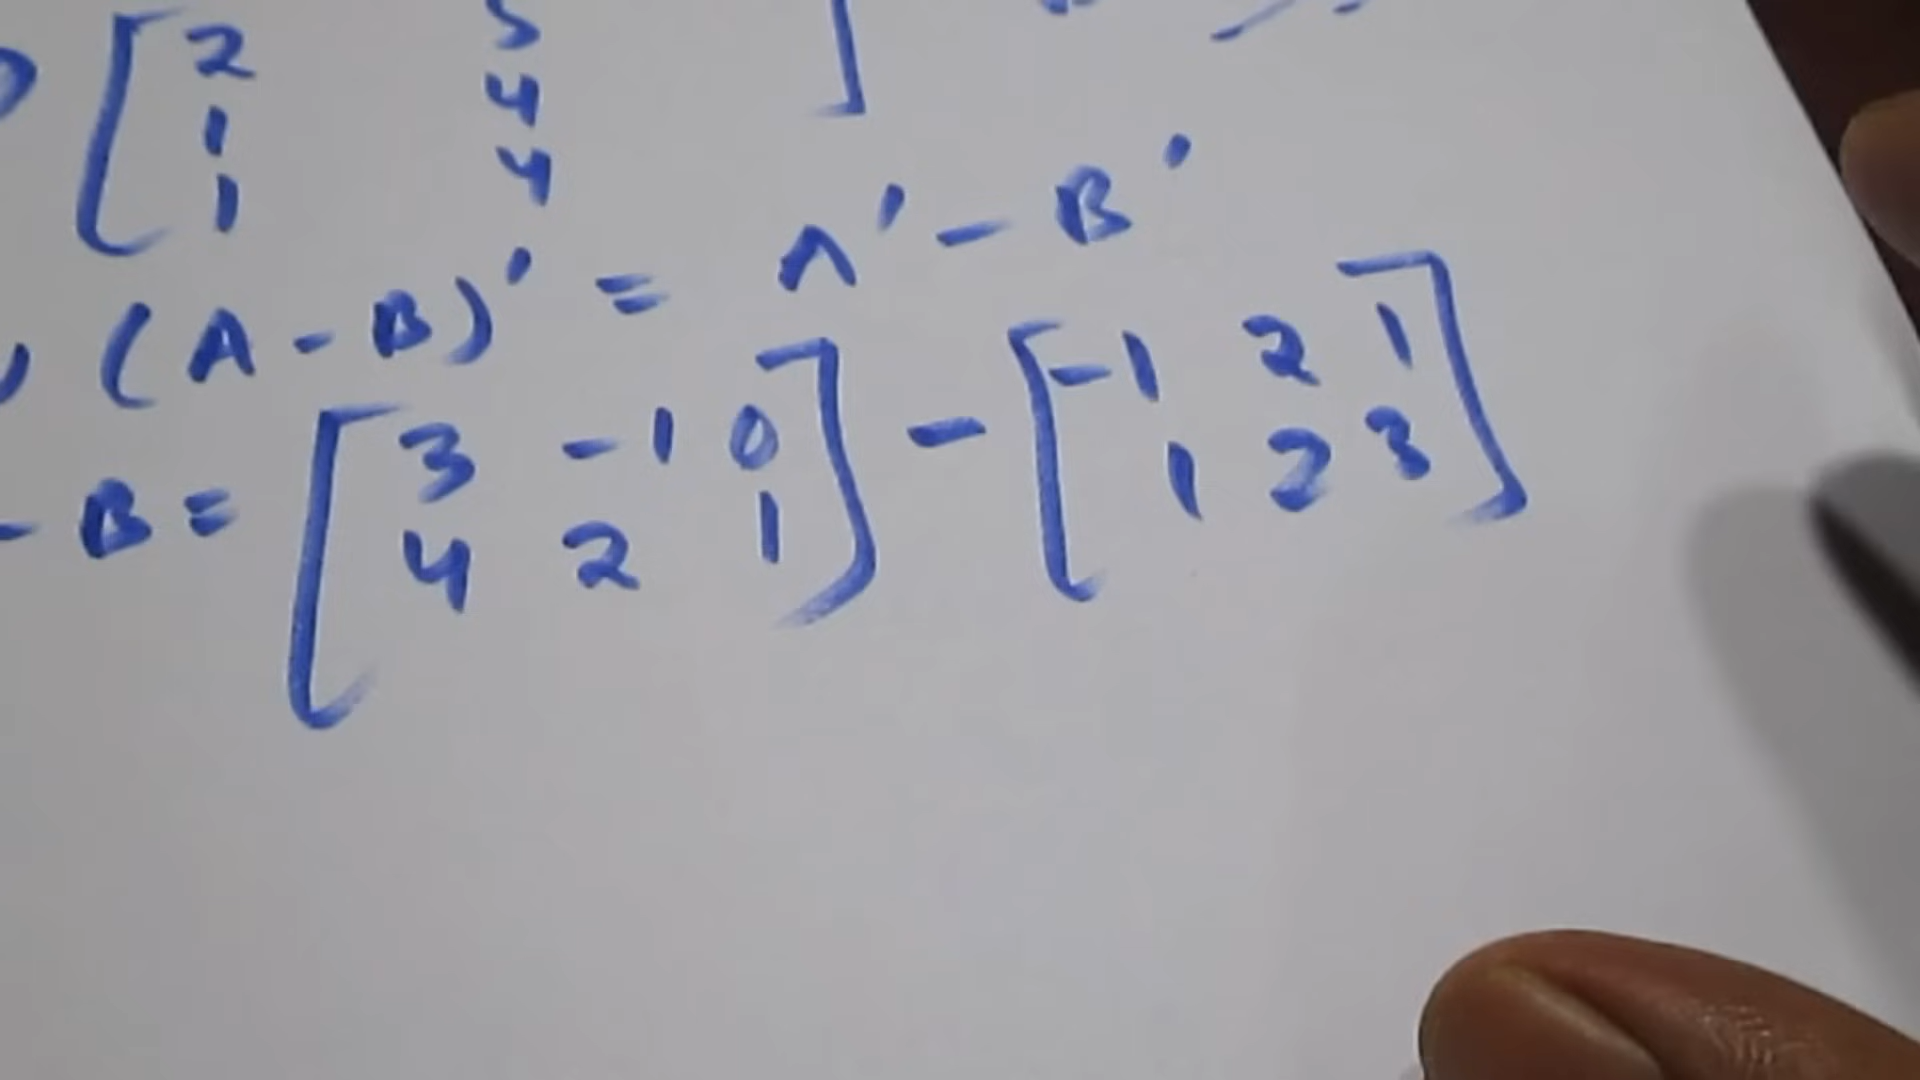 [2 5
1 4
1 4]
(A - B)' = A' - B'
- B = [3 -1 0
4 2 1] - [-1 2 1
1 2 3]